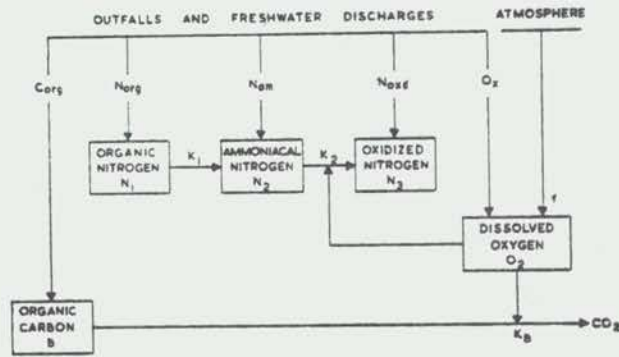 OUTFALLS AND FRESHWATER DISCHARGES
ATMOSPHERE
Corg
Norg
Nam
Noxd
Ox
ORGANIC
NITROGEN
N1
K1
AMMONIACAL
NITROGEN
N2
K2
OXIDIZED
NITROGEN
N3
f
DISSOLVED
OXYGEN
O2
ORGANIC
CARBON
b
KB
CO2